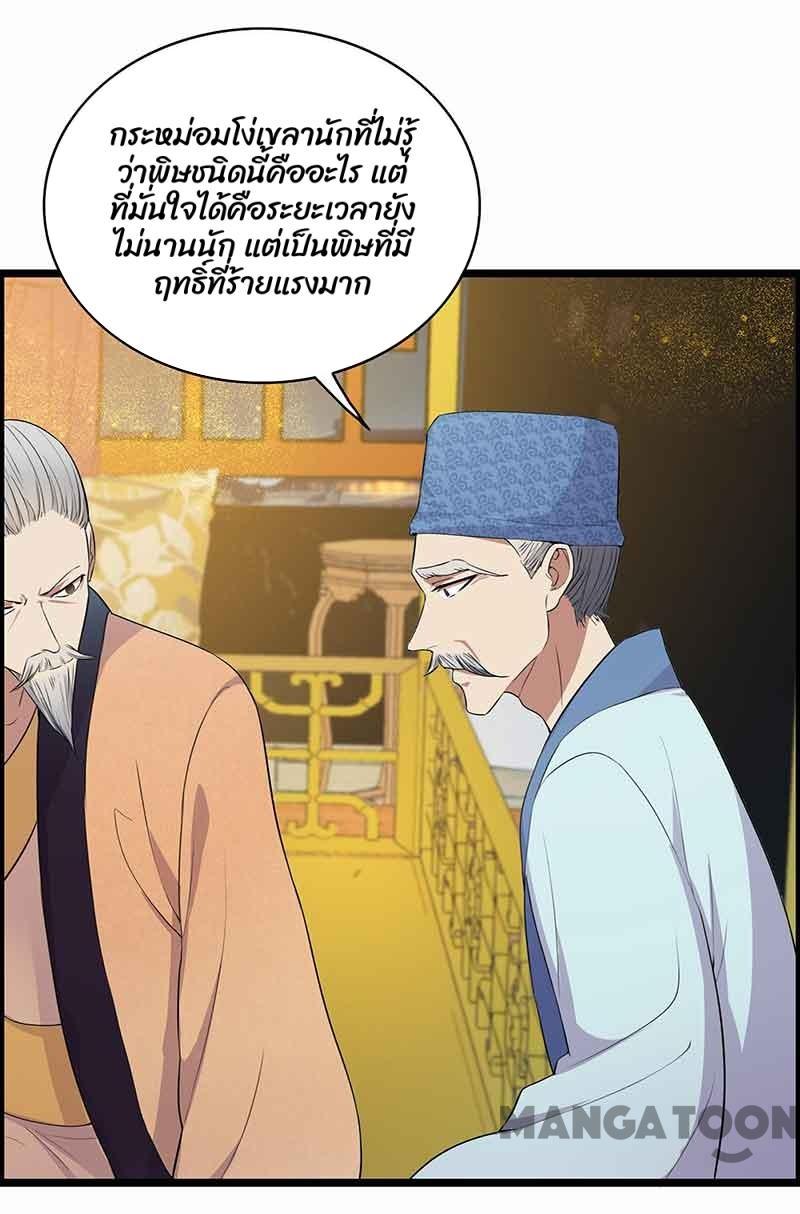 กระหม่อมโง่เขลานักที่ไม่รู้
ว่าพิษชนิดนี้คืออะไร แต่
ที่มั่นใจได้คือระยะเวลายัง
ไม่นานนัก แต่เป็นพิษที่มี
ฤทธิ์ที่ร้ายแรงมาก
MANGATOON